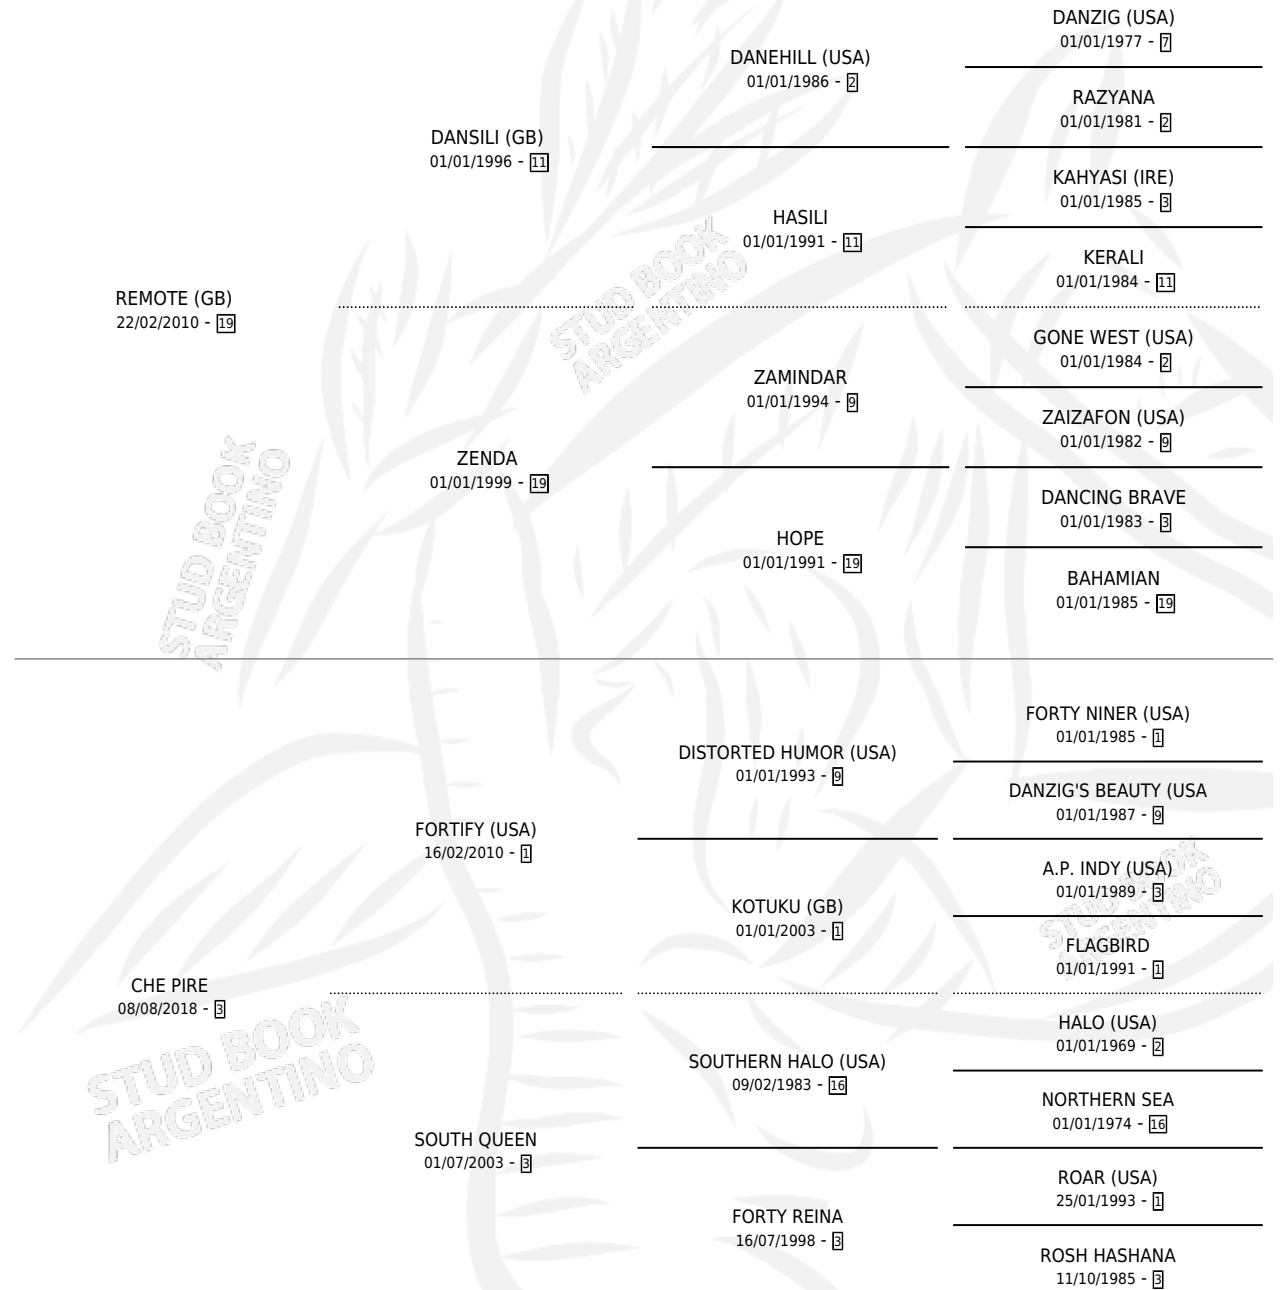 DANZIG (USA)
01/01/1977 - 7
DANEHILL (USA)
01/01/1986 - 2
RAZYANA
01/01/1981 - 2
DANSILI (GB)
01/01/1996 - 11
KAHYASI (IRE)
01/01/1985 - 3
HASILI
01/01/1991 - 11
KERALI
01/01/1984 - 11
REMOTE (GB)
22/02/2010 - 19
GONE WEST (USA)
01/01/1984 - 2
ZAMINDAR
01/01/1994 - 9
ZAIZAFON (USA)
01/01/1982 - 9
ZENDA
01/01/1999 - 19
DANCING BRAVE
01/01/1983 - 3
HOPE
01/01/1991 - 19
BAHAMIAN
01/01/1985 - 19
FORTY NINER (USA)
01/01/1985 - 1
DISTORTED HUMOR (USA)
01/01/1993 - 9
DANZIG'S BEAUTY (USA
01/01/1987 - 9
FORTIFY (USA)
16/02/2010 - 1
A.P. INDY (USA)
01/01/1989 - 3
KOTUKU (GB)
01/01/2003 - 1
FLAGBIRD
01/01/1991 - 1
CHE PIRE
08/08/2018 - 3
HALO (USA)
01/01/1969 - 2
SOUTHERN HALO (USA)
09/02/1983 - 16
NORTHERN SEA
01/01/1974 - 16
SOUTH QUEEN
01/07/2003 - 3
ROAR (USA)
25/01/1993 - 1
FORTY REINA
16/07/1998 - 3
ROSH HASHANA
11/10/1985 - 3
STUD BOOK
ARGENTINO
STUD BOOK
ARGENTINO
STUD BOOK
ARGENTINO
STUD BOOK
ARGENTINO